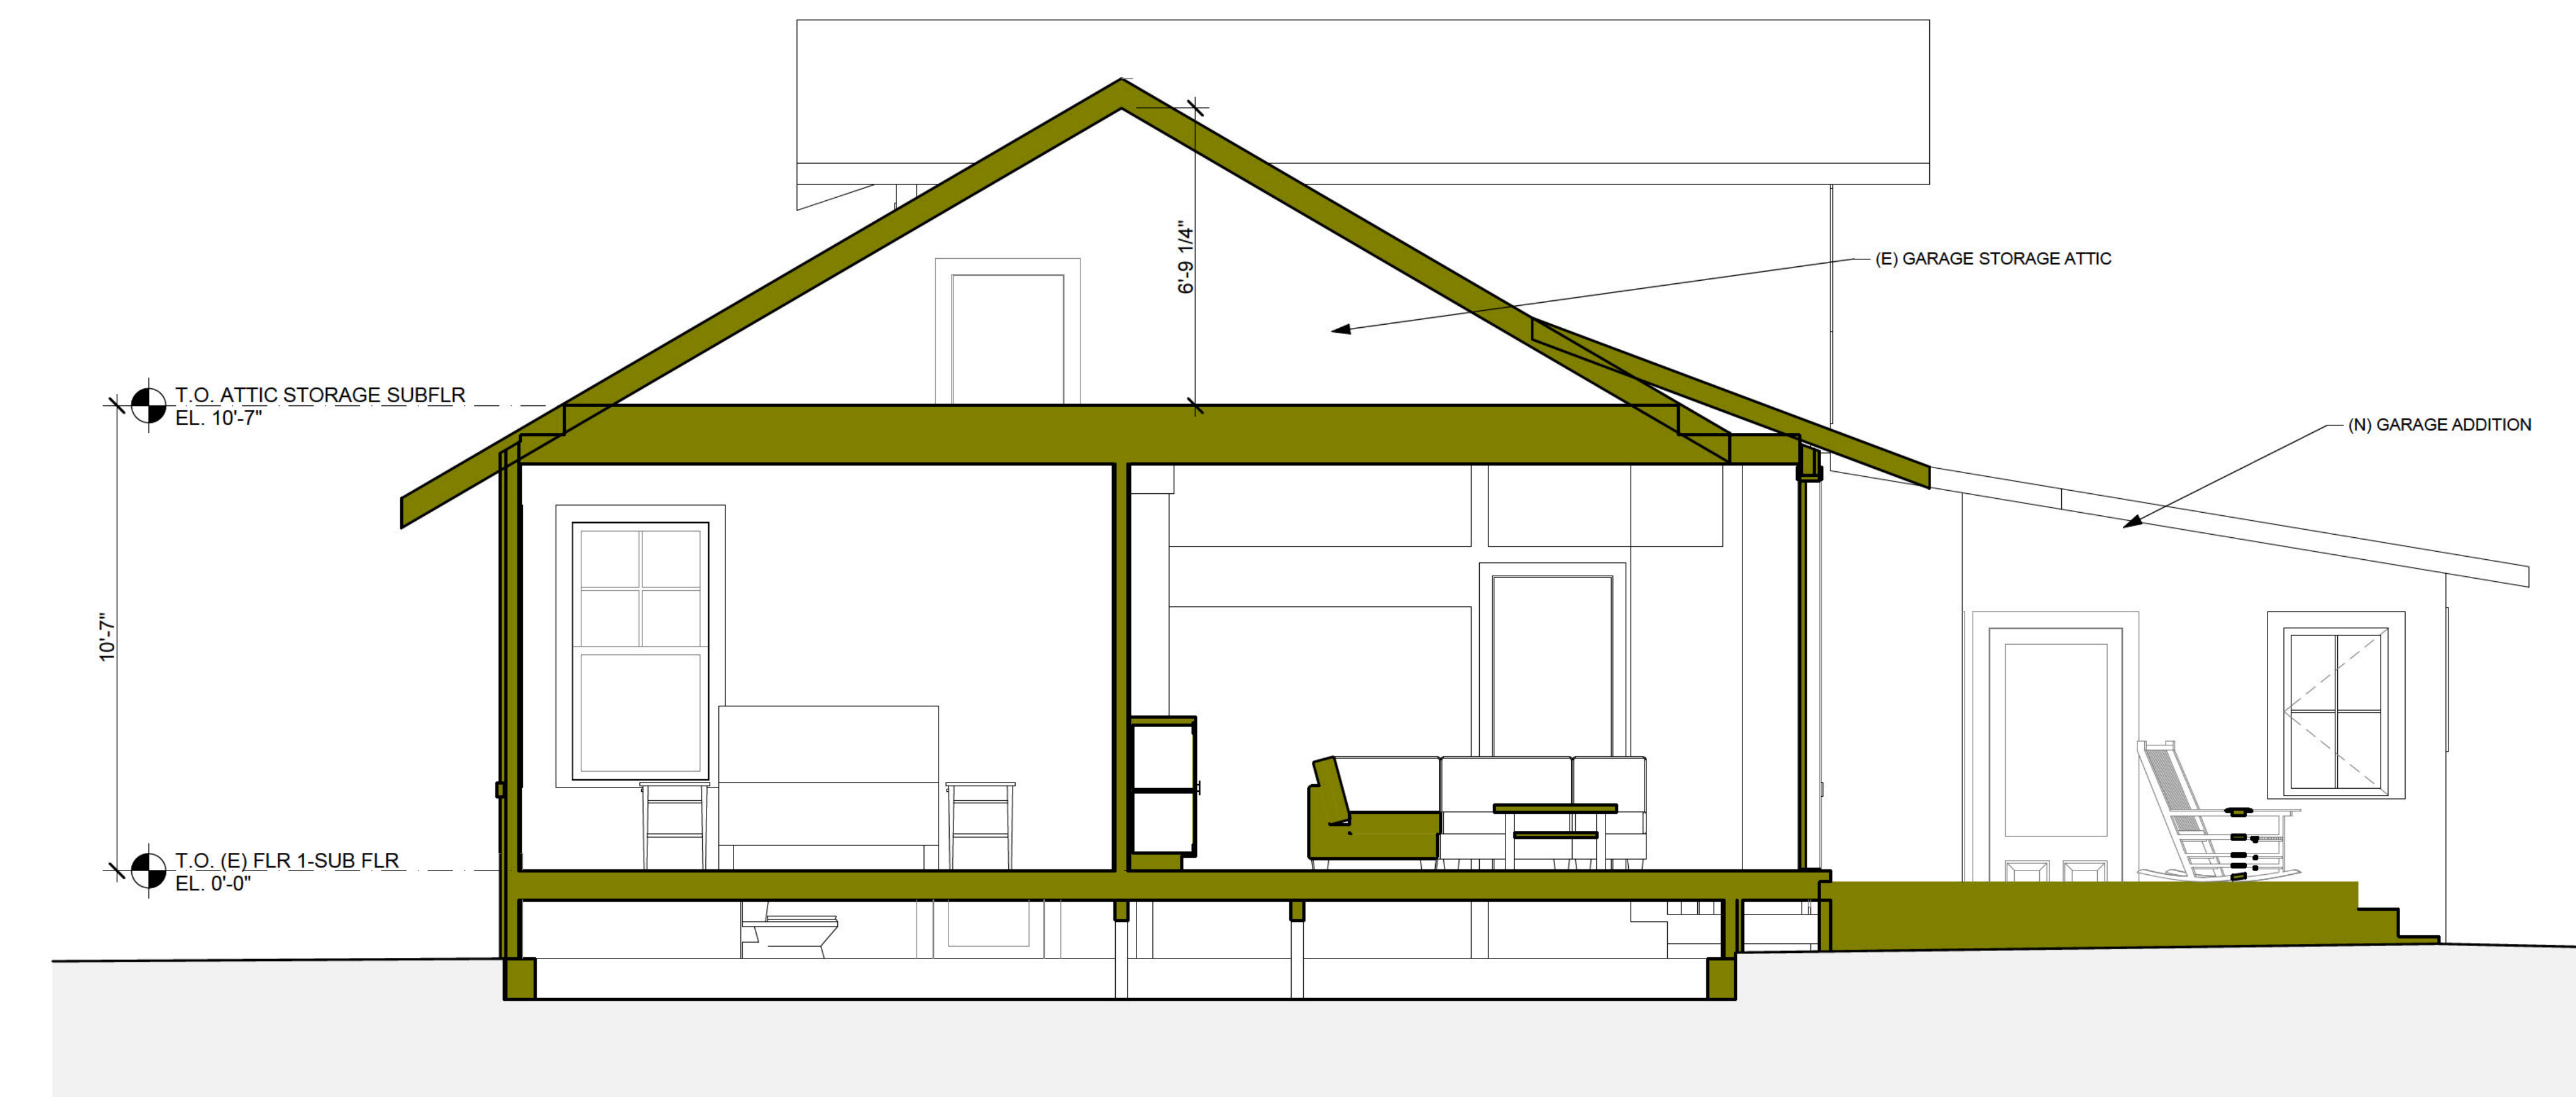 6'-9 1/4"
(E) GARAGE STORAGE ATTIC
T.O. ATTIC STORAGE SUBFLR
EL. 10'-7"
(N) GARAGE ADDITION
10'-7"
T.O. (E) FLR 1-SUB FLR
EL. 0'-0"